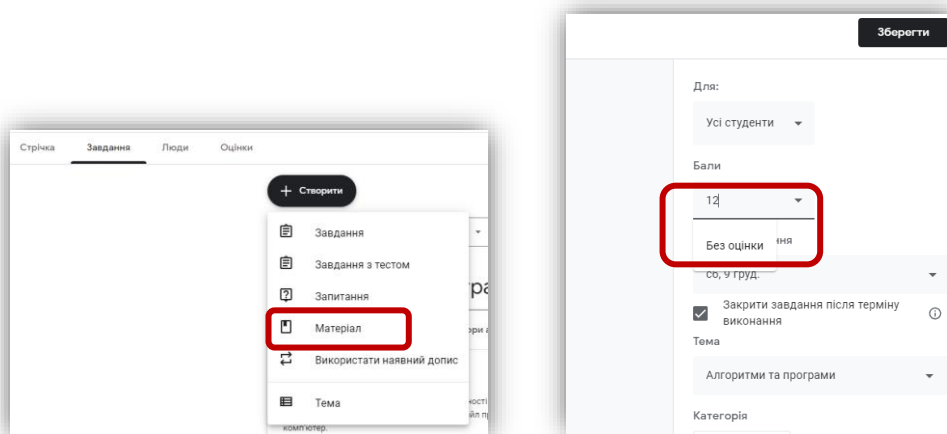 Стрічка Завдання Люди Оцінки
+ Створити
Завдання
Завдання з тестом
Запитання
Матеріал
Використати наявний допис
Тема
комп'ютер.
Зберегти
Для:
Усі студенти
Бали
12
Без оцінки
сб, 9 груд.
Закрити завдання після терміну
виконання
Тема
Алгоритми та програми
Категорія